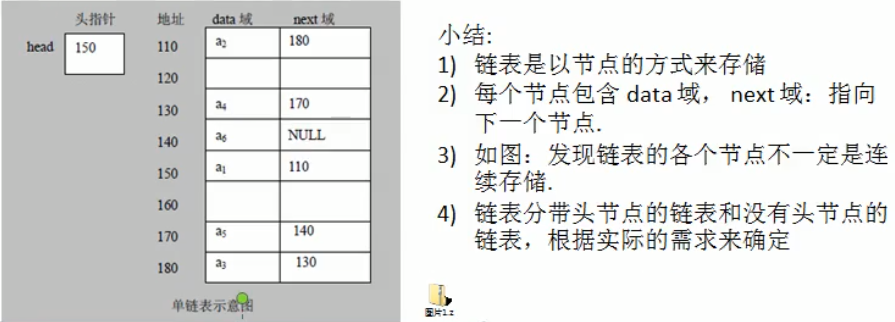 头指针 地址 data 域 next 域
head 150 110 a2 180
120
130 a4 170
140 a6 NULL
150 a1 110
160
170 a5 140
180 a3 130
单链表示意图
小结:
1) 链表是以节点的方式来存储
2) 每个节点包含 data 域， next 域：指向
下一个节点.
3) 如图：发现链表的各个节点不一定是连
续存储.
4) 链表分带头节点的链表和没有头节点的
链表，根据实际的需求来确定
图片1.z